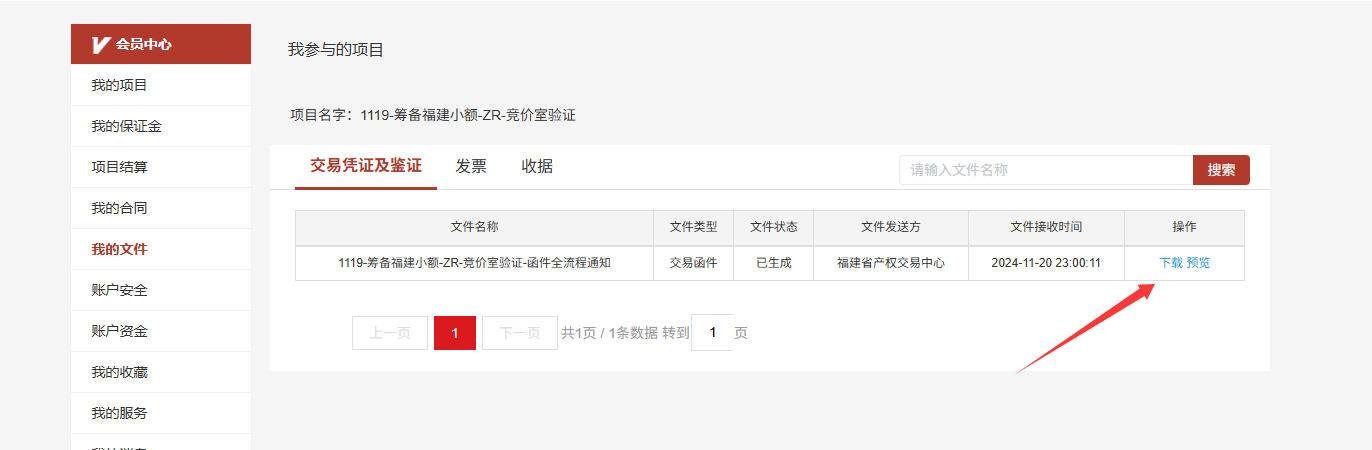 会员中心
我的项目
我的保证金
项目结算
我的合同
我的文件
账户安全
账户资金
我的收藏
我的服务
我参与的项目
项目名字：1119-筹备福建小额-ZR-竞价室验证
交易凭证及鉴证 发票 收据 请输入文件名称 搜索
文件名称 文件类型 文件状态 文件发送方 文件接收时间 操作
1119-筹备福建小额-ZR-竞价室验证-函件全流程通知 交易函件 已生成 福建省产权交易中心 2024-11-20 23:00:11 下载 预览
上一页 1 下一页 共1页 / 1条数据 转到 1 页